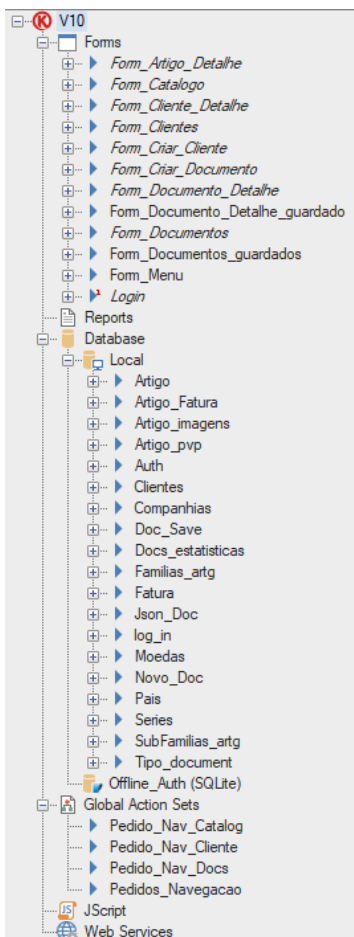 V10
Forms
Form_Artigo_Detalhe
Form_Catalogo
Form_Cliente_Detalhe
Form_Clientes
Form_Criar_Cliente
Form_Criar_Documento
Form_Documento_Detalhe
Form_Documento_Detalhe_guardado
Form_Documentos
Form_Documentos_guardados
Form_Menu
1 Login
Reports
Database
Local
Artigo
Artigo_Fatura
Artigo_imagens
Artigo_pvp
Auth
Clientes
Companhias
Doc_Save
Docs_estatisticas
Familias_artg
Fatura
Json_Doc
log_in
Moedas
Novo_Doc
Pais
Series
SubFamilias_artg
Tipo_document
Offline_Auth (SQLite)
Global Action Sets
Pedido_Nav_Catalog
Pedido_Nav_Cliente
Pedido_Nav_Docs
Pedidos_Navegacao
JS JScript
Web Services